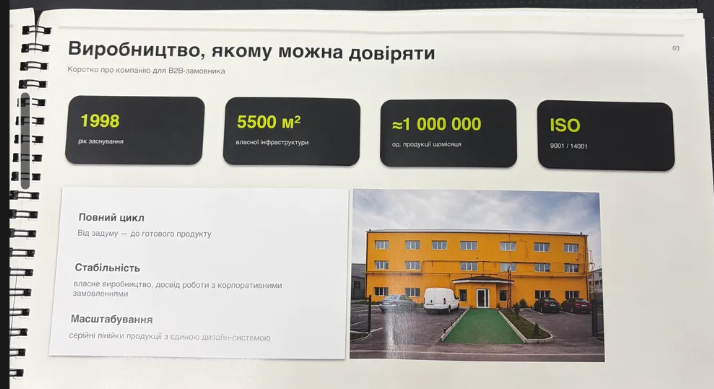 Виробництво, якому можна довіряти
03
Коротко про компанію для B2B-замовника
1998
рік заснування
5500 м²
власної інфраструктури
≈1 000 000
од. продукції щомісяця
ISO
9001 / 14001
Повний цикл
Від задуму — до готового продукту
Стабільність
власне виробництво, досвід роботи з корпоративними
замовленнями
Масштабування
серійні лінійки продукції з єдиною дизайн-системою